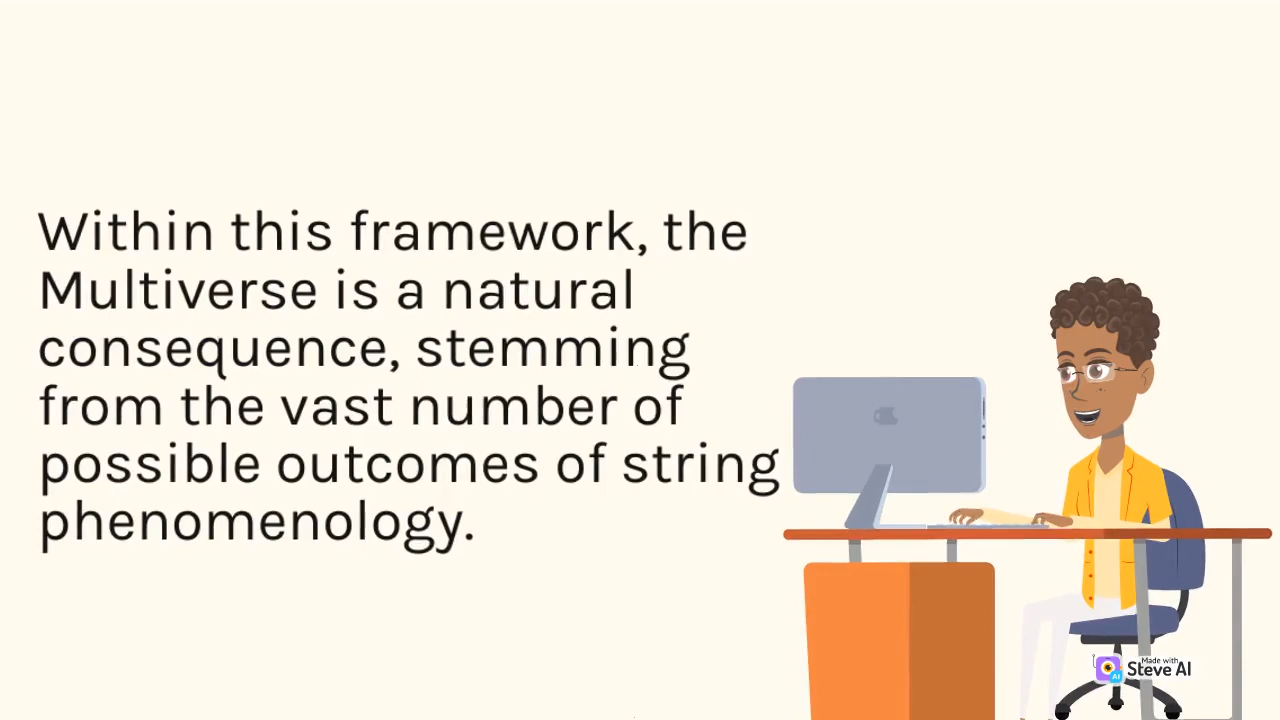 Within this framework, the
Multiverse is a natural
consequence, stemming
from the vast number of
possible outcomes of string
phenomenology.
Made with
Steve AI
AI